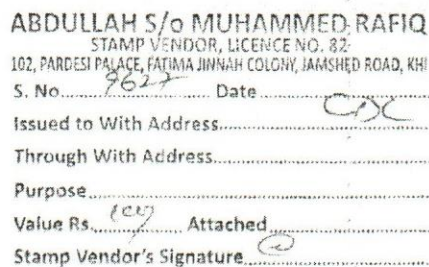 ABDULLAH S/o MUHAMMED RAFIQ
STAMP VENDOR, LICENCE NO. 82
102, PARDESI PALACE, FATIMA JINNAH COLONY, JAMSHED ROAD, KHI
S. No. 9627 Date
Issued to With Address
Through With Address
Purpose
Value Rs. Attached
Stamp Vendor's Signature